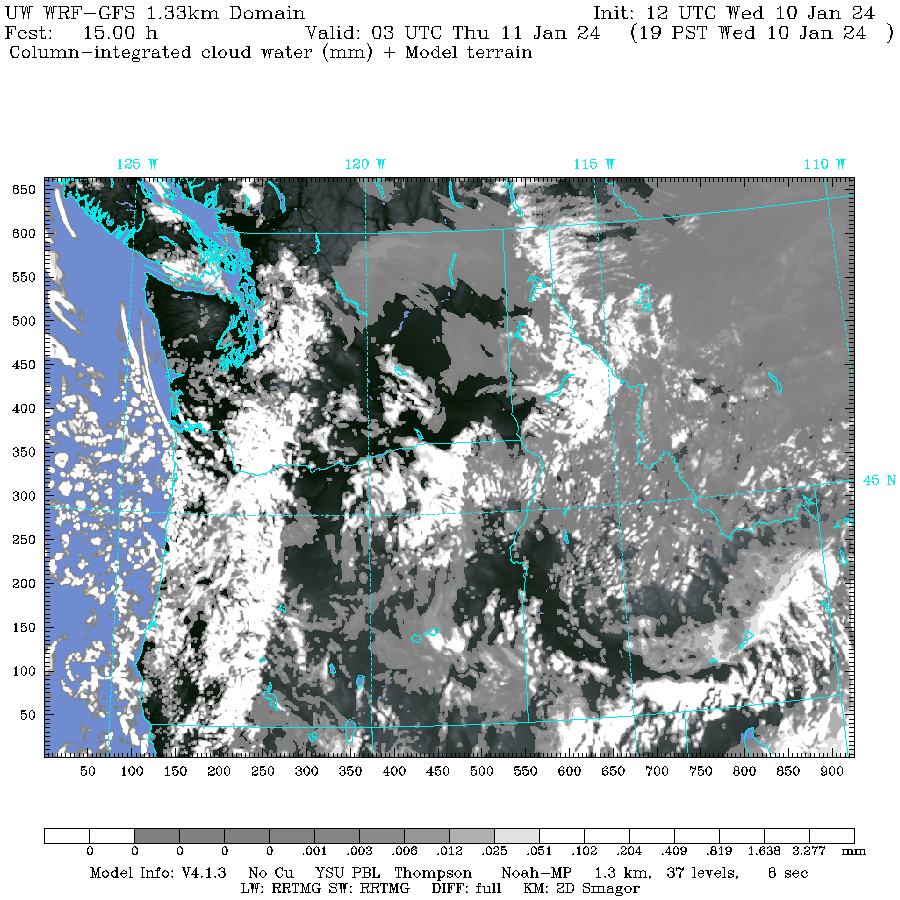 UW WRF-GFS 1.33km Domain Init: 12 UTC Wed 10 Jan 24
Fcst: 15.00 h Valid: 03 UTC Thu 11 Jan 24 (19 PST Wed 10 Jan 24 )
Column-integrated cloud water (mm) + Model terrain
125 W 120 W 115 W 110 W
650
600
550
500
450
400
350
45 N
300
250
200
150
100
50
50 100 150 200 250 300 350 400 450 500 550 600 650 700 750 800 850 900
0 0 0 0 0 .001 .003 .006 .012 .025 .051 .102 .204 .409 .819 1.638 3.277 mm
Model Info: V4.1.3 No Cu YSU PBL Thompson Noah-MP 1.3 km, 37 levels, 8 sec
LW: RRTMG SW: RRTMG DIFF: full KM: 2D Smagor